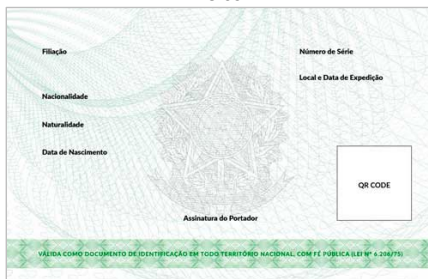 Filiação
Número de Série
Local e Data de Expedição
Nacionalidade
Naturalidade
Data de Nascimento
QR CODE
Assinatura do Portador
VÁLIDA COMO DOCUMENTO DE IDENTIFICAÇÃO EM TODO TERRITÓRIO NACIONAL, COM FÉ PÚBLICA (LEI Nº 6.206/75)